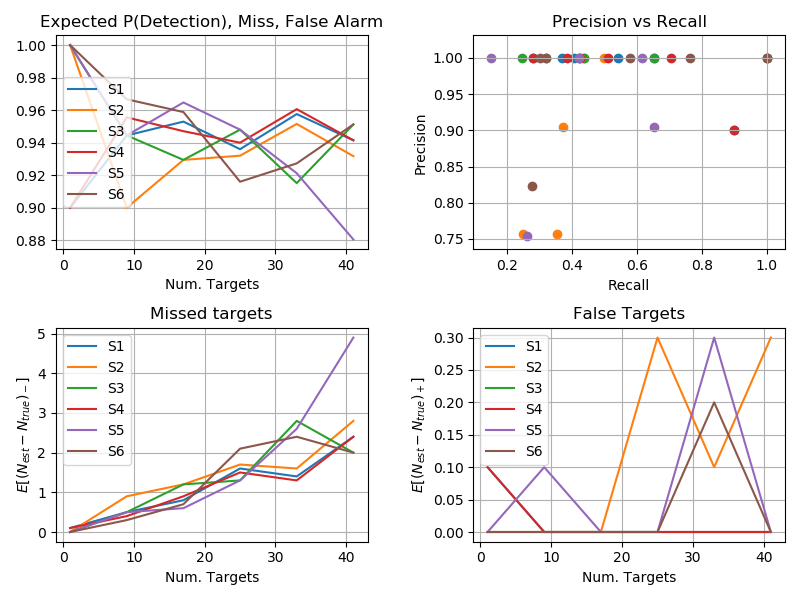 Expected P(Detection), Miss, False Alarm
1.00
0.98
0.96
0.94
0.92
0.90
0.88
S1
S2
S3
S4
S5
S6
0 10 20 30 40
Num. Targets
Precision vs Recall
Precision
1.00
0.95
0.90
0.85
0.80
0.75
0.2 0.4 0.6 0.8 1.0
Recall
Missed targets
E[(N_est − N_true)_−]
5
4
3
2
1
0
S1
S2
S3
S4
S5
S6
0 10 20 30 40
Num. Targets
False Targets
E[(N_est − N_true)_+]
0.30
0.25
0.20
0.15
0.10
0.05
0.00
S1
S2
S3
S4
S5
S6
0 10 20 30 40
Num. Targets